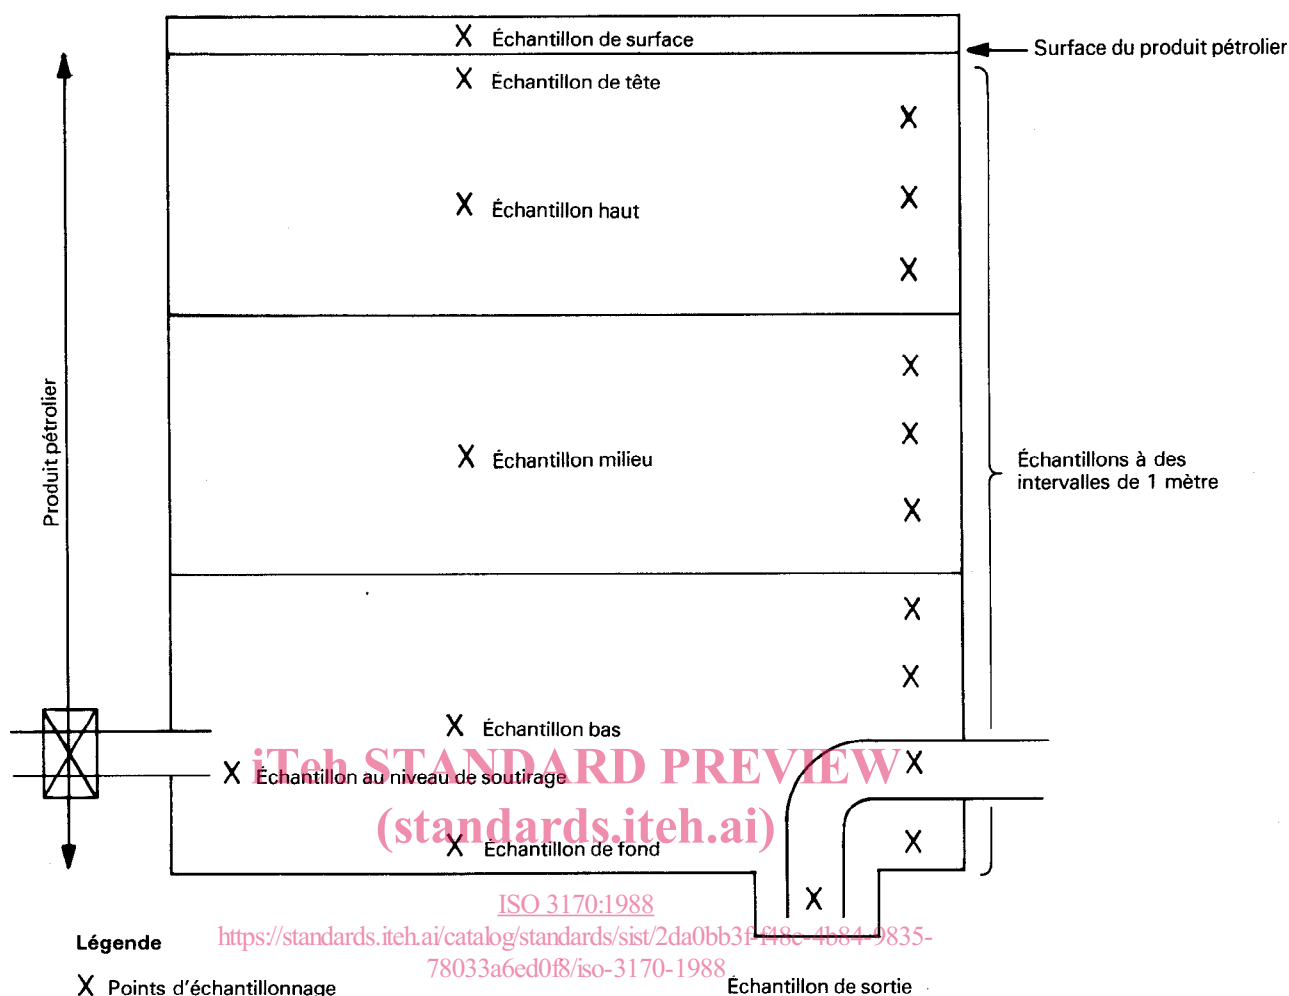 Échantillon de surface
Surface du produit pétrolier
Échantillon de tête
Échantillon haut
Produit pétrolier
Échantillon milieu
Échantillons à des
intervalles de 1 mètre
Échantillon bas
iTeh STANDARD PREVIEW
Échantillon au niveau de soutirage
(standards.iteh.ai)
Échantillon de fond
ISO 3170:1988
Légende
https://standards.iteh.ai/catalog/standards/sist/2da0bb3f-f48c-4b84-9835-
78033a6ed0f8/iso-3170-1988
X Points d'échantillonnage
Échantillon de sortie